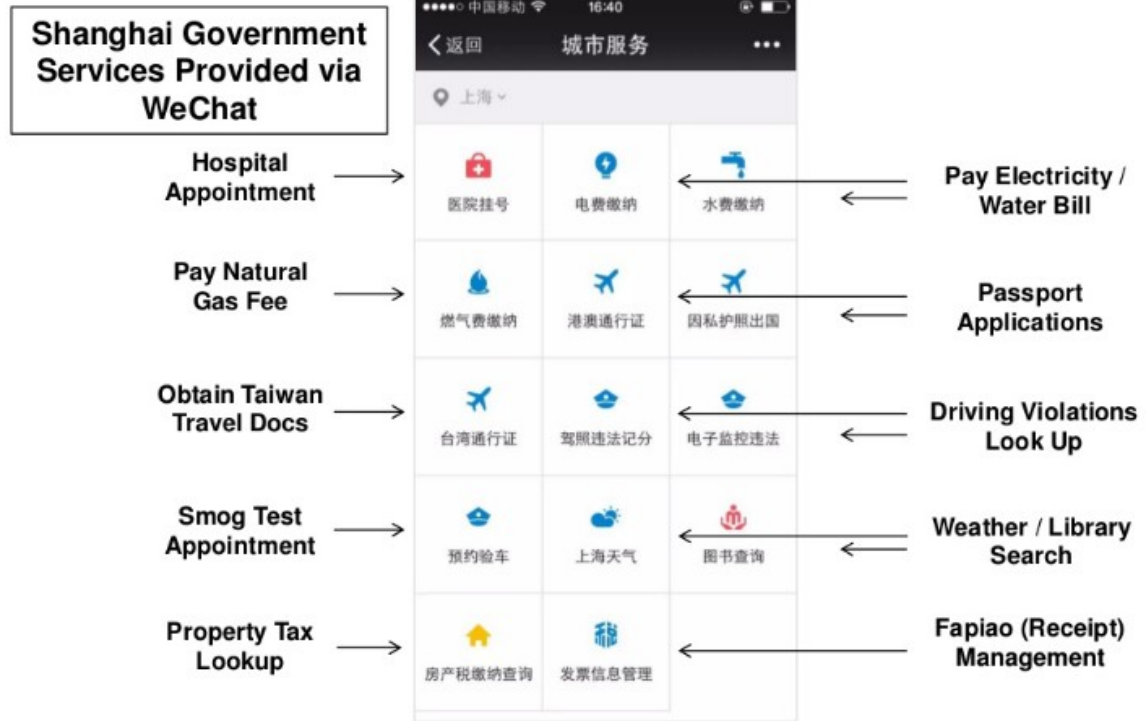 Shanghai Government
Services Provided via
WeChat
中国移动
16:40
返回
城市服务
上海
Hospital
Appointment
医院挂号
电费缴纳
水费缴纳
Pay Electricity /
Water Bill
Pay Natural
Gas Fee
燃气费缴纳
港澳通行证
因私护照出国
Passport
Applications
Obtain Taiwan
Travel Docs
台湾通行证
驾照违法记分
电子监控违法
Driving Violations
Look Up
Smog Test
Appointment
预约验车
上海天气
图书查询
Weather / Library
Search
Property Tax
Lookup
房产税缴纳查询
税
发票信息管理
Fapiao (Receipt)
Management